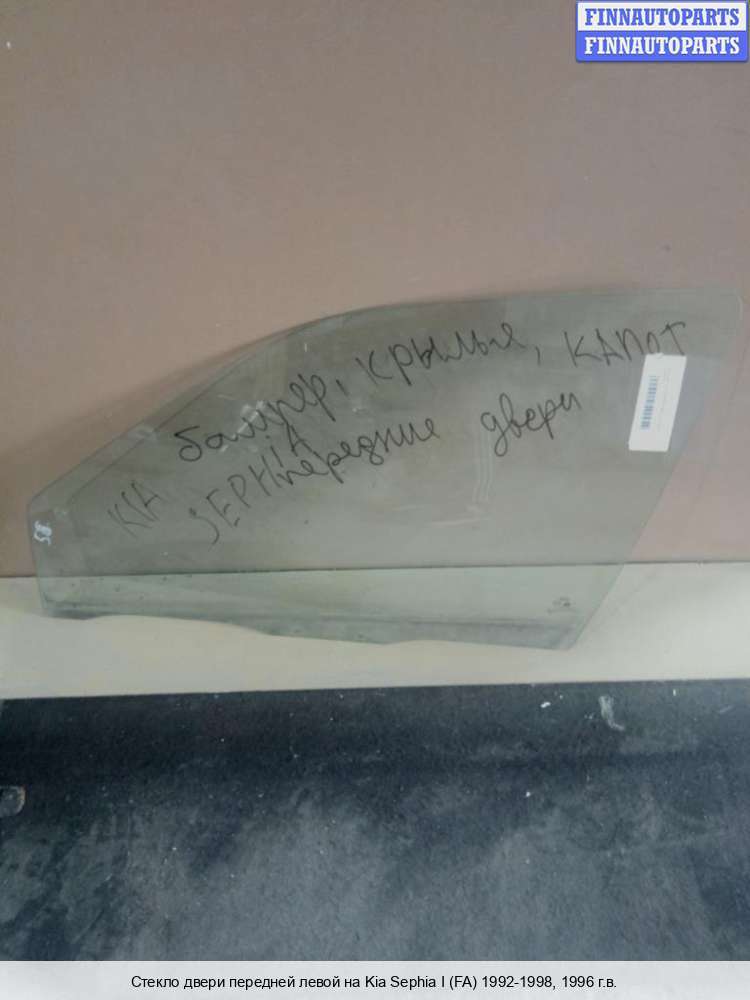 FINNAUTOPARTS
FINNAUTOPARTS
бампер, крылья, КАПОТ
KIA SEPHIA передние двери
Стекло двери передней левой на Kia Sephia I (FA) 1992-1998, 1996 г.в.